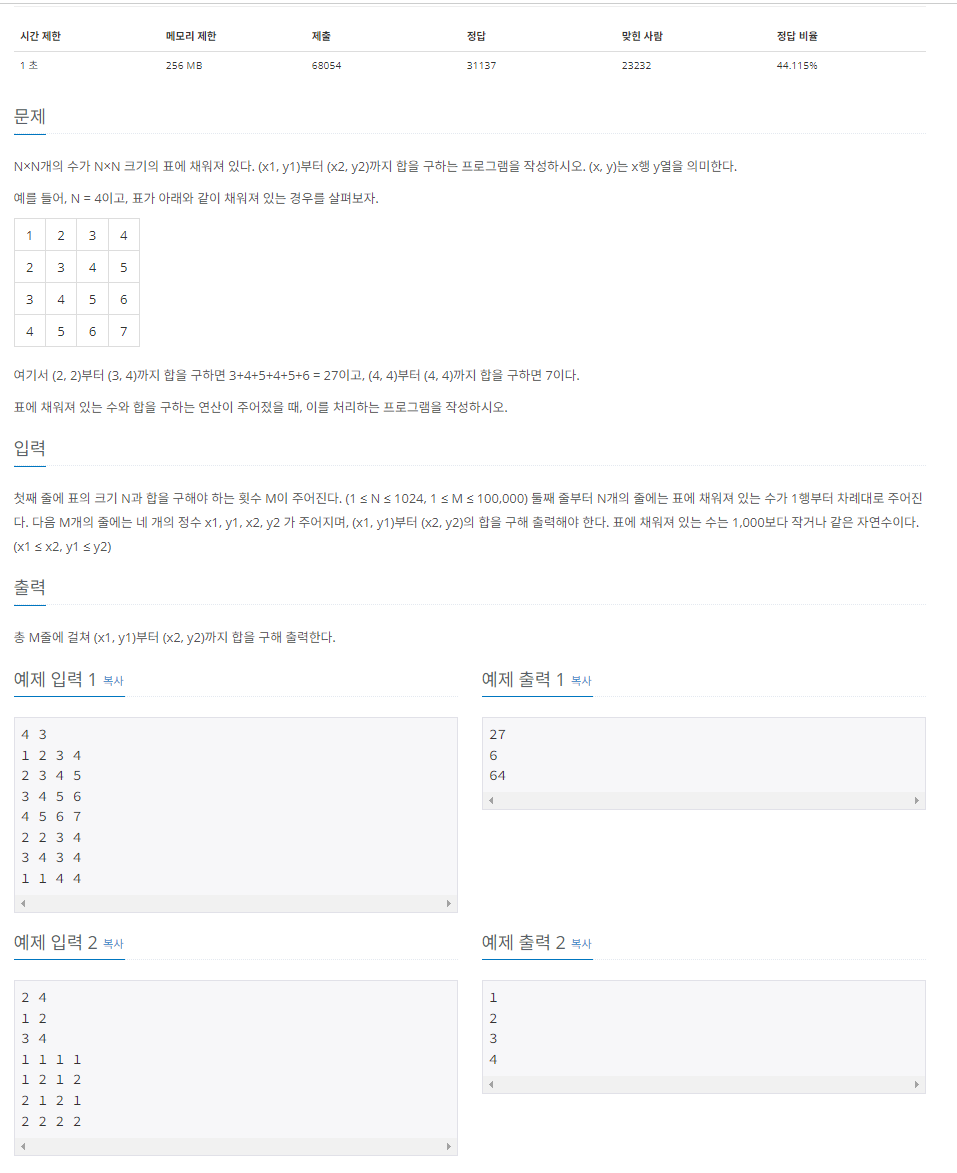 시간 제한 메모리 제한 제출 정답 맞힌 사람 정답 비율
1 초 256 MB 68054 31137 23232 44.115%
문제
N×N개의 수가 N×N 크기의 표에 채워져 있다. (x1, y1)부터 (x2, y2)까지 합을 구하는 프로그램을 작성하시오. (x, y)는 x행 y열을 의미한다.
예를 들어, N = 4이고, 표가 아래와 같이 채워져 있는 경우를 살펴보자.
1 2 3 4
2 3 4 5
3 4 5 6
4 5 6 7
여기서 (2, 2)부터 (3, 4)까지 합을 구하면 3+4+5+4+5+6 = 27이고, (4, 4)부터 (4, 4)까지 합을 구하면 7이다.
표에 채워져 있는 수와 합을 구하는 연산이 주어졌을 때, 이를 처리하는 프로그램을 작성하시오.
입력
첫째 줄에 표의 크기 N과 합을 구해야 하는 횟수 M이 주어진다. (1 ≤ N ≤ 1024, 1 ≤ M ≤ 100,000) 둘째 줄부터 N개의 줄에는 표에 채워져 있는 수가 1행부터 차례대로 주어진
다. 다음 M개의 줄에는 네 개의 정수 x1, y1, x2, y2 가 주어지며, (x1, y1)부터 (x2, y2)의 합을 구해 출력해야 한다. 표에 채워져 있는 수는 1,000보다 작거나 같은 자연수이다.
(x1 ≤ x2, y1 ≤ y2)
출력
총 M줄에 걸쳐 (x1, y1)부터 (x2, y2)까지 합을 구해 출력한다.
예제 입력 1 복사
4 3
1 2 3 4
2 3 4 5
3 4 5 6
4 5 6 7
2 2 3 4
3 4 3 4
1 1 4 4
예제 출력 1 복사
27
6
64
예제 입력 2 복사
2 4
1 2
3 4
1 1 1 1
1 2 1 2
2 1 2 1
2 2 2 2
예제 출력 2 복사
1
2
3
4